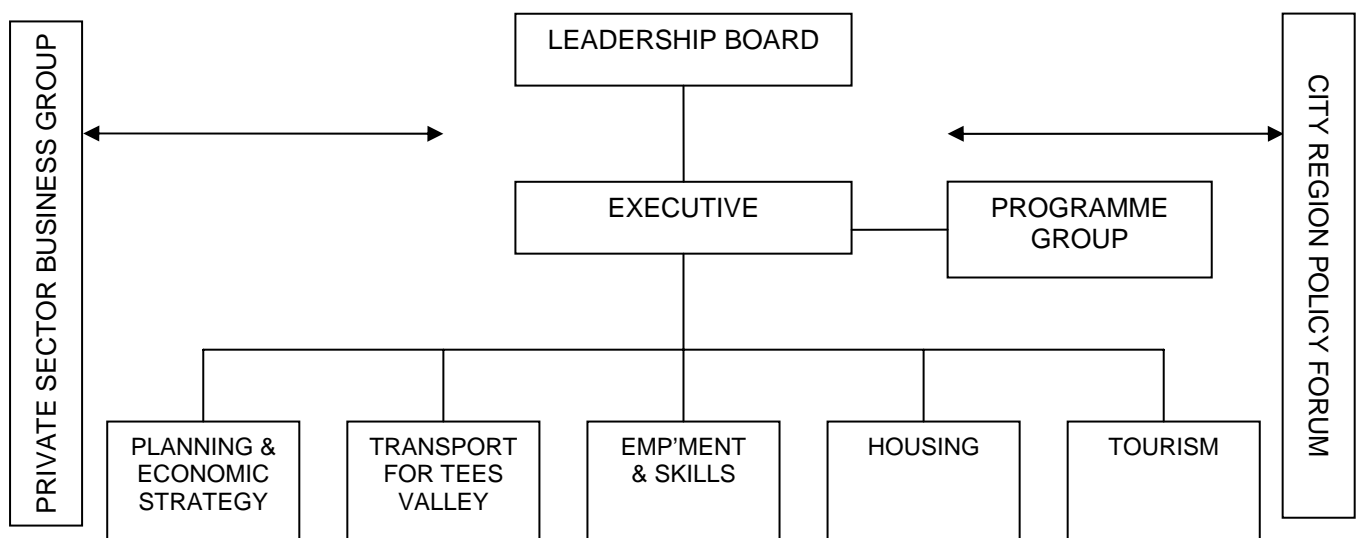 PRIVATE SECTOR BUSINESS GROUP
LEADERSHIP BOARD
CITY REGION POLICY FORUM
EXECUTIVE
PROGRAMME
GROUP
PLANNING &
ECONOMIC
STRATEGY
TRANSPORT
FOR TEES
VALLEY
EMP'MENT
& SKILLS
HOUSING
TOURISM